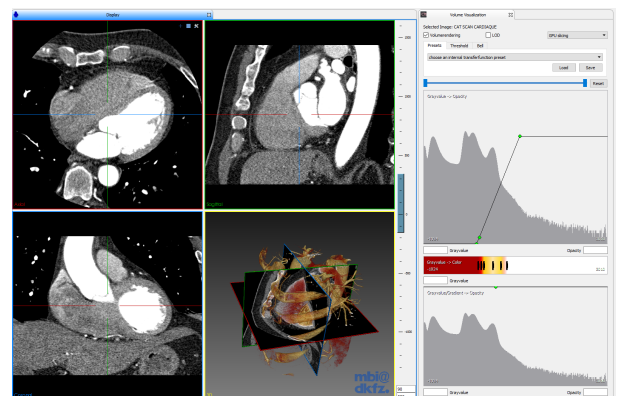 Display
Volume Visualization
Selected Image: CAT SCAN CARDIAQUE
Volumerendering
LOD
GPU slicing
Presets
Threshold
Bell
choose an internal transferfunction preset
Load
Save
Reset
Grayvalue -> Opacity
Grayvalue
Opacity
Grayvalue -> Color
-1024
Grayvalue
Grayvalue/Gradient -> Opacity
Grayvalue
Opacity
mbi@
dkfz.